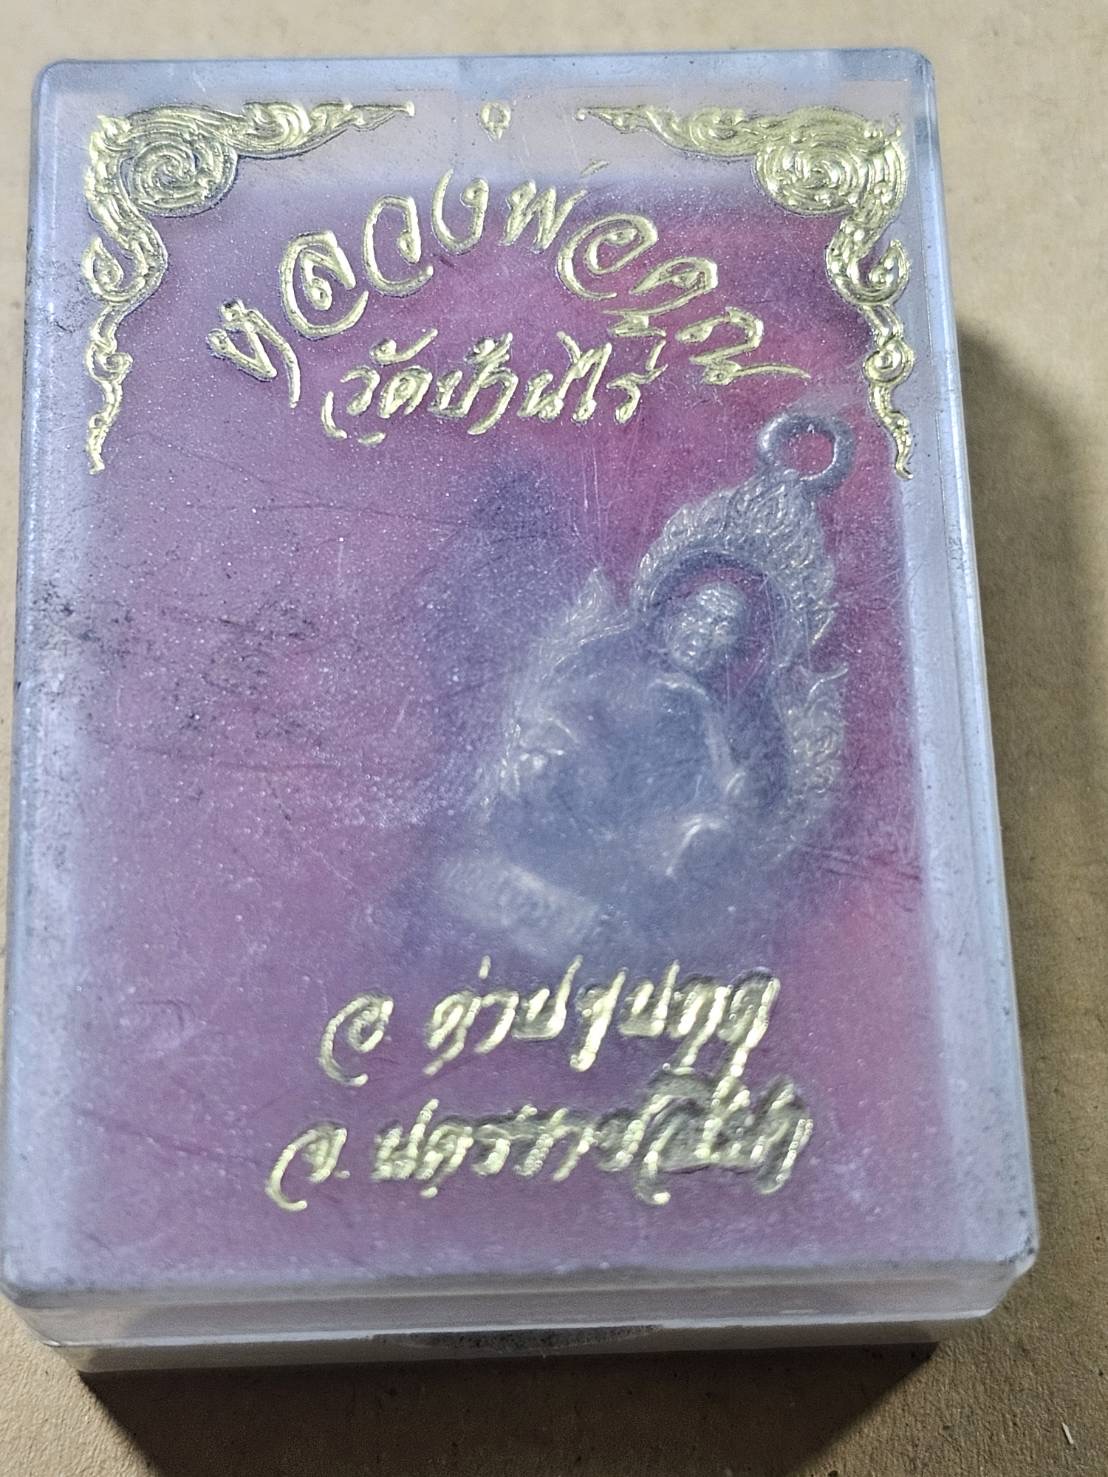 หลวงพ่อคูณ
วัดบ้านไร่
อ. ด่านขุนทด
จ. นครราชสีมา